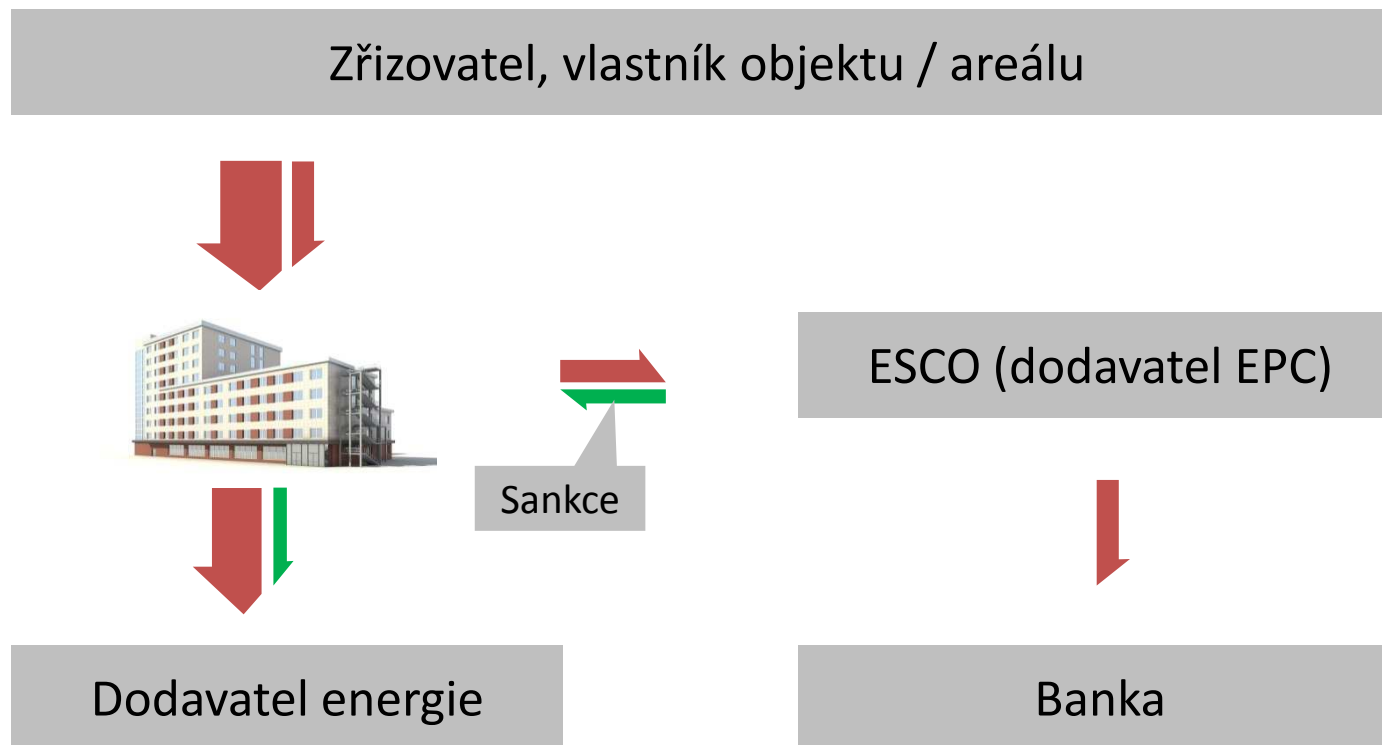 Zřizovatel, vlastník objektu / areálu
ESCO (dodavatel EPC)
Sankce
Dodavatel energie
Banka